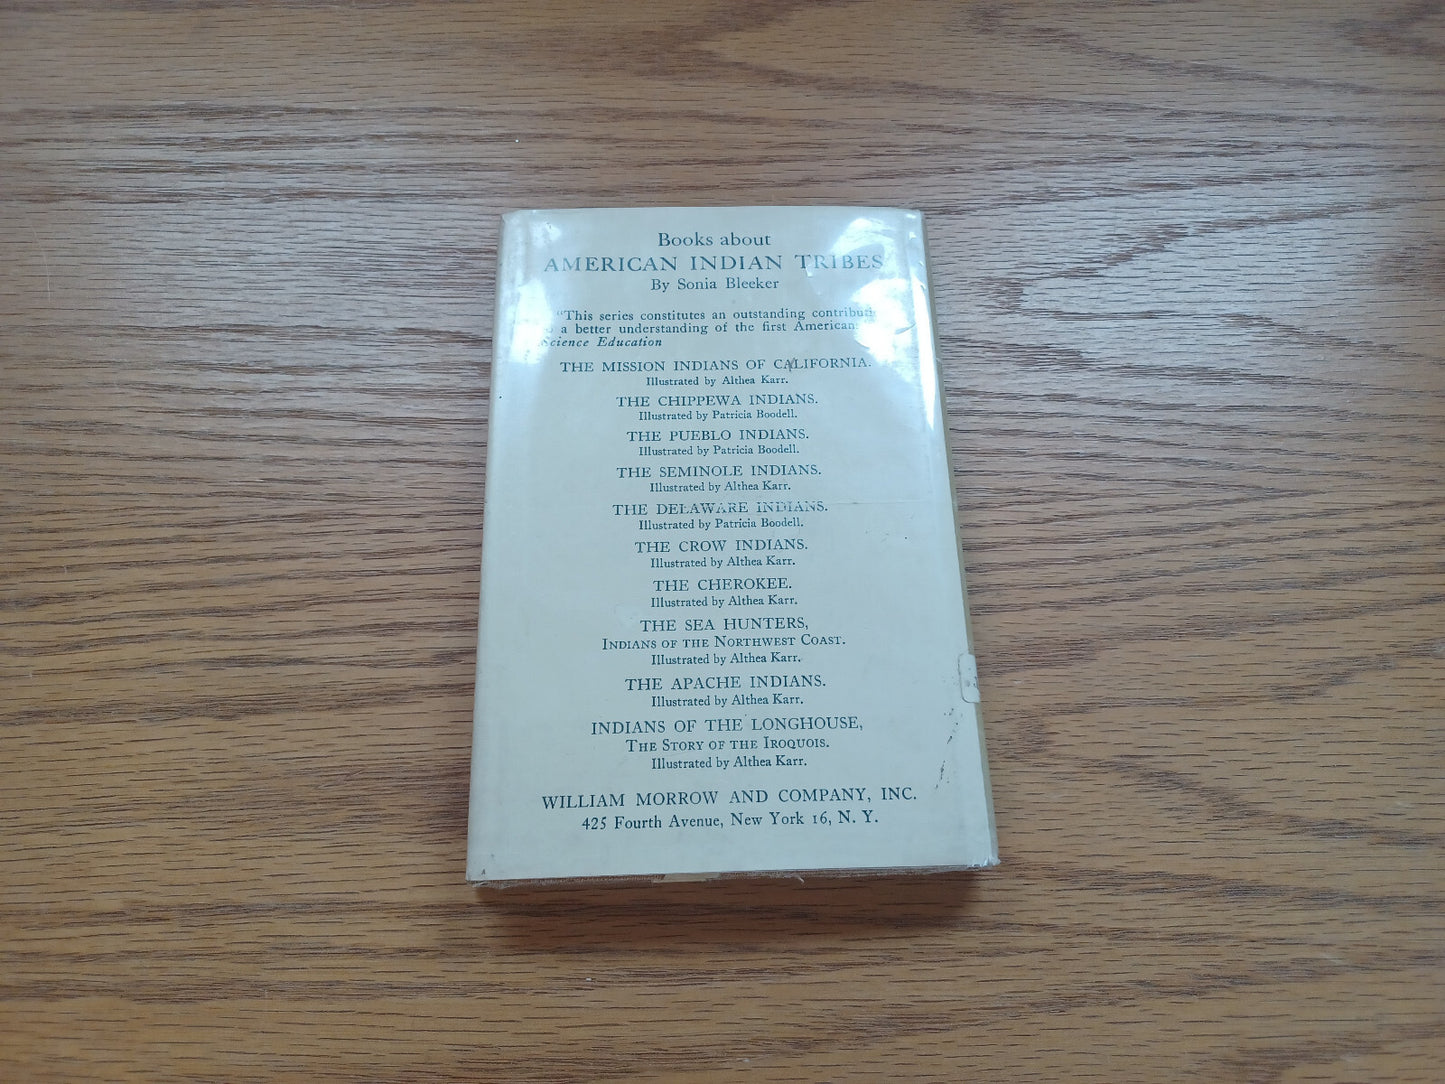 Books about
AMERICAN INDIAN TRIBES
By Sonia Bleeker
"This series constitutes an outstanding
a better understanding of the first
Science Education
THE MISSION INDIANS OF CALIFORNIA.
Illustrated by Althea Karr.
THE CHIPPEWA INDIANS.
Illustrated by Patricia Boodell.
THE PUEBLO INDIANS.
Illustrated by Patricia Boodell.
THE SEMINOLE INDIANS.
Illustrated by Althea Karr.
THE DELAWARE INDIANS.
Illustrated by Patricia Boodell.
THE CROW INDIANS.
Illustrated by Althea Karr.
THE CHEROKEE.
Illustrated by Althea Karr.
THE SEA HUNTERS,
INDIANS OF THE NORTHWEST COAST.
Illustrated by Althea Karr.
THE APACHE INDIANS.
Illustrated by Althea Karr.
INDIANS OF THE LONGHOUSE,
THE STORY OF THE IROQUOIS.
Illustrated by Althea Karr.
WILLIAM MORROW AND COMPANY, INC.
425 Fourth Avenue, New York 16, N. Y.